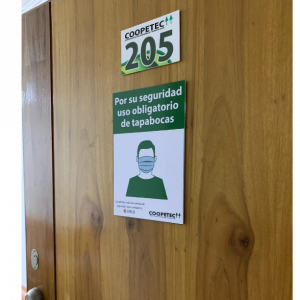 COOPETEC
205
Por su seguridad
uso obligatorio
de tapabocas
COOPETEC